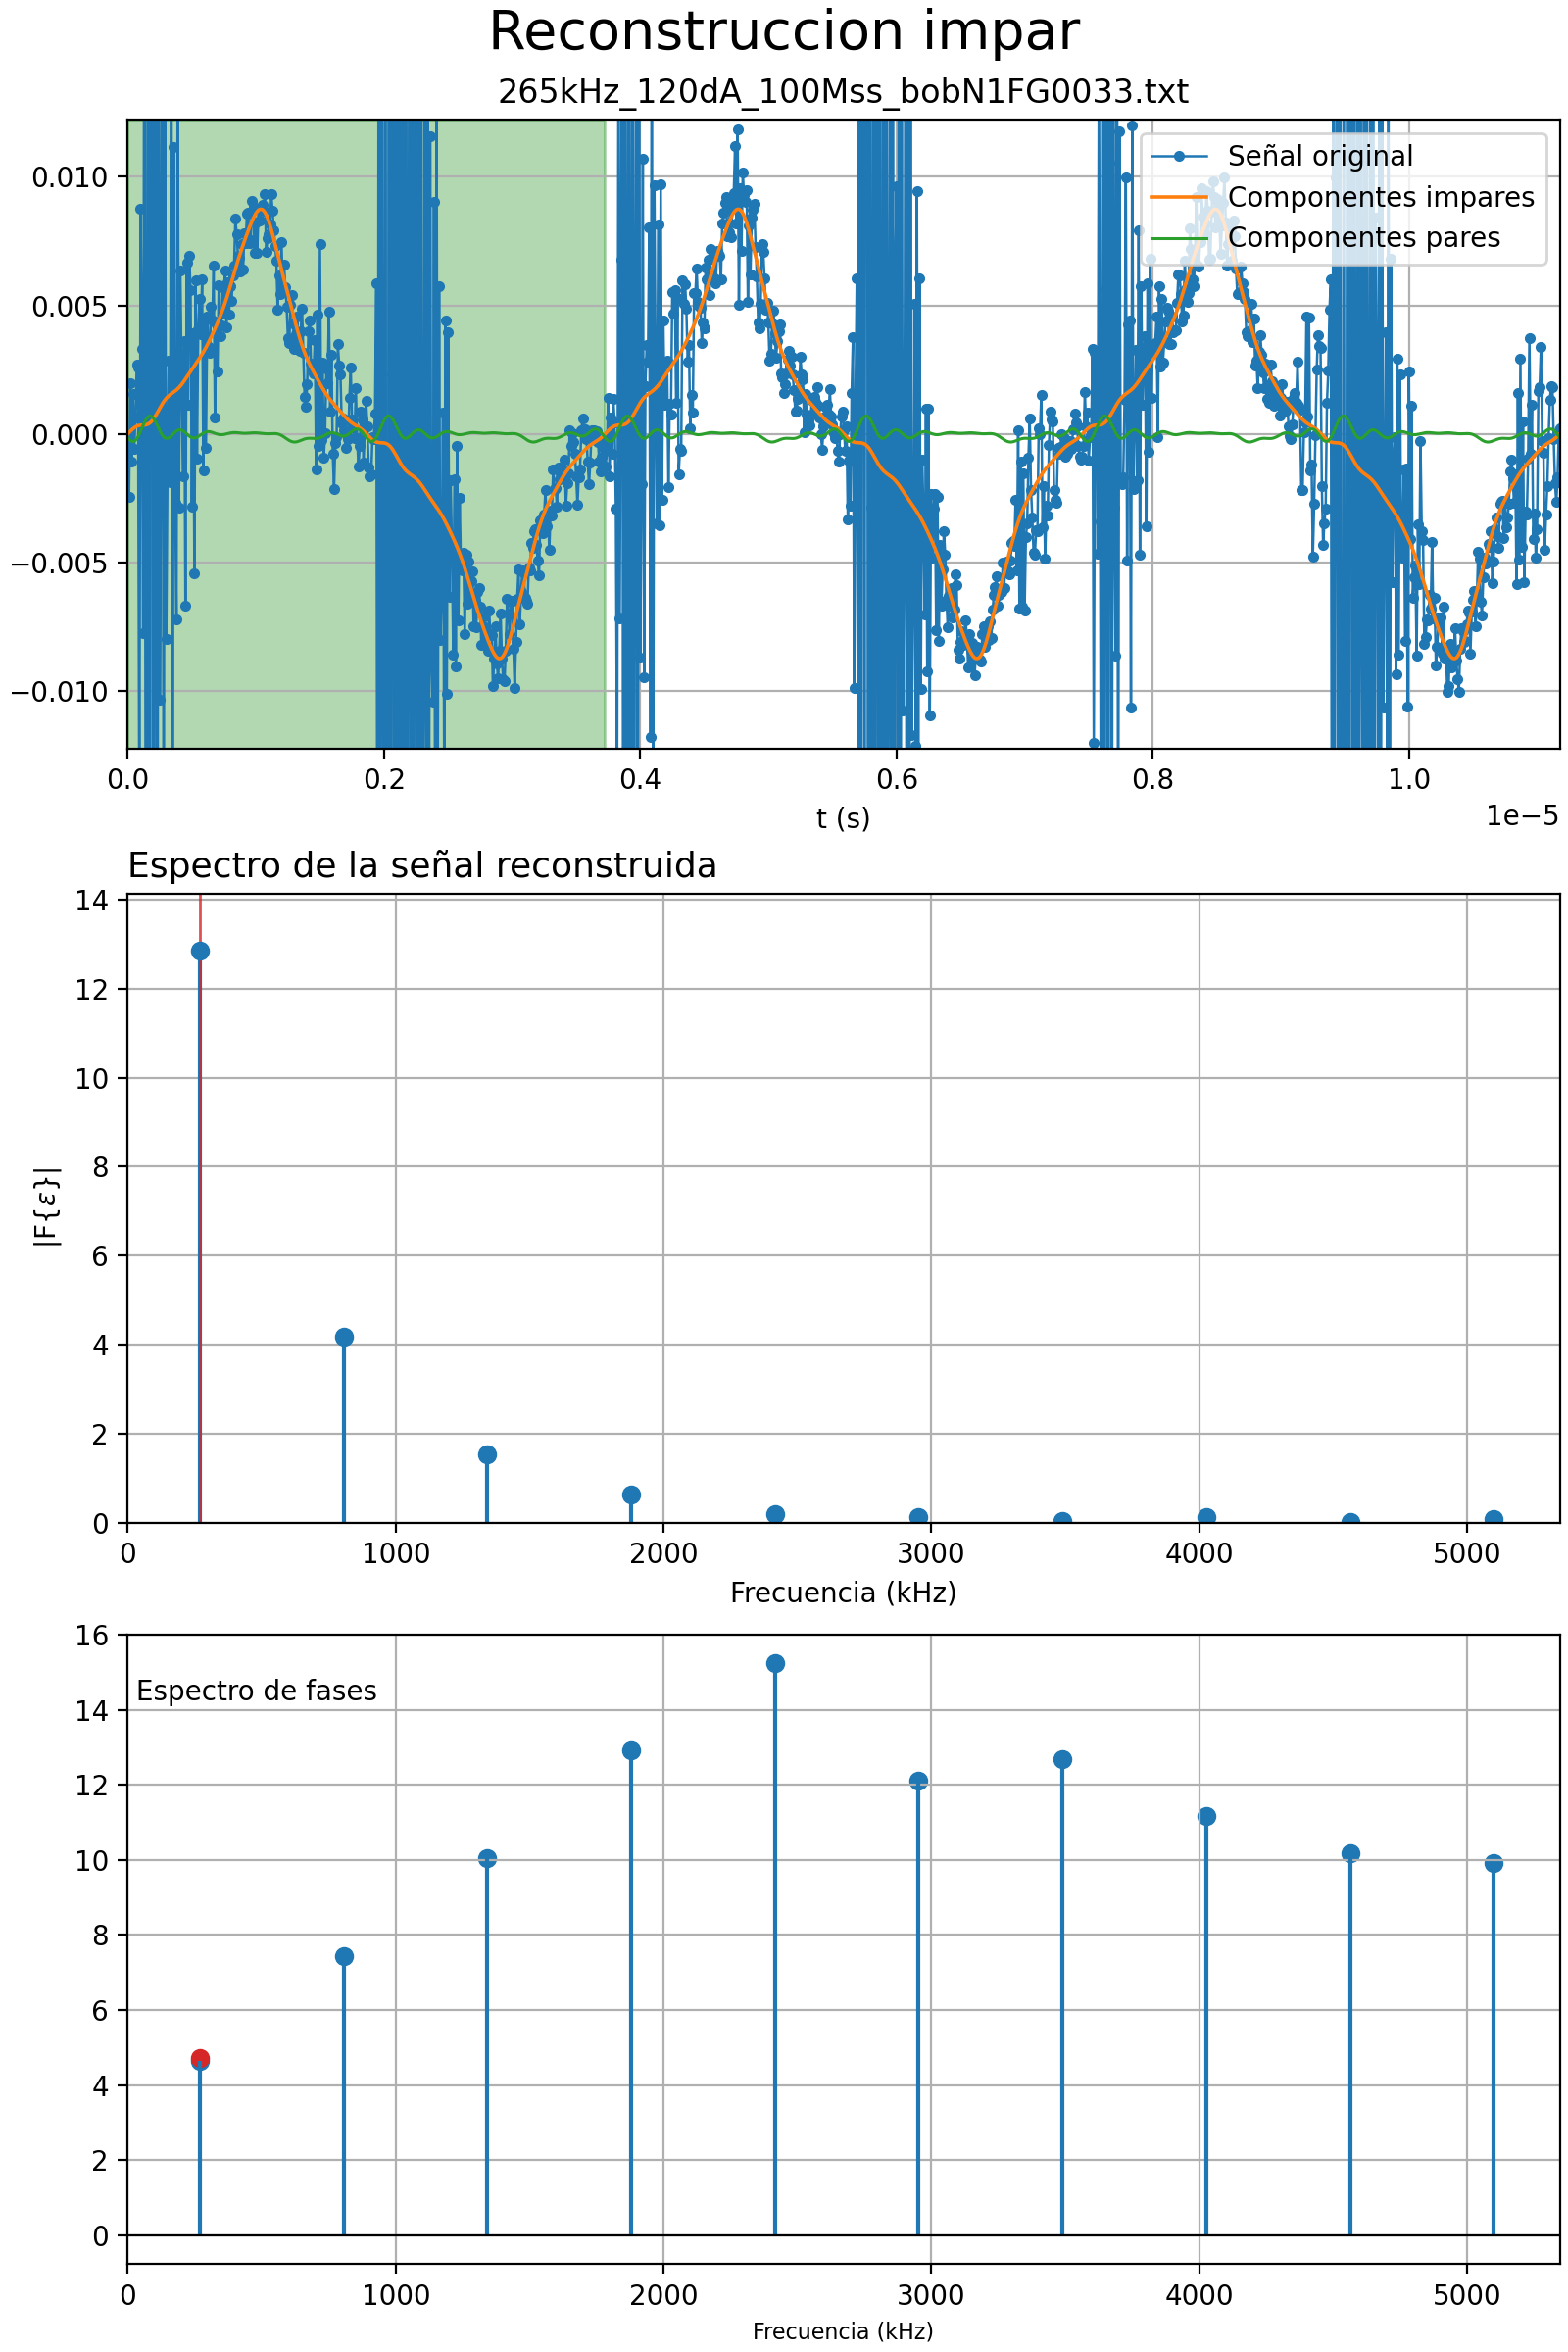 Reconstruccion impar
265kHz_120dA_100Mss_bobN1FG0033.txt
0.010
0.005
0.000
−0.005
−0.010
Señal original
Componentes impares
Componentes pares
0.0 0.2 0.4 0.6 0.8 1.0
1e−5
t (s)
Espectro de la señal reconstruida
14
12
10
8
6
4
2
0
|F{ε}|
0 1000 2000 3000 4000 5000
Frecuencia (kHz)
16
14
12
10
8
6
4
2
0
Espectro de fases
0 1000 2000 3000 4000 5000
Frecuencia (kHz)